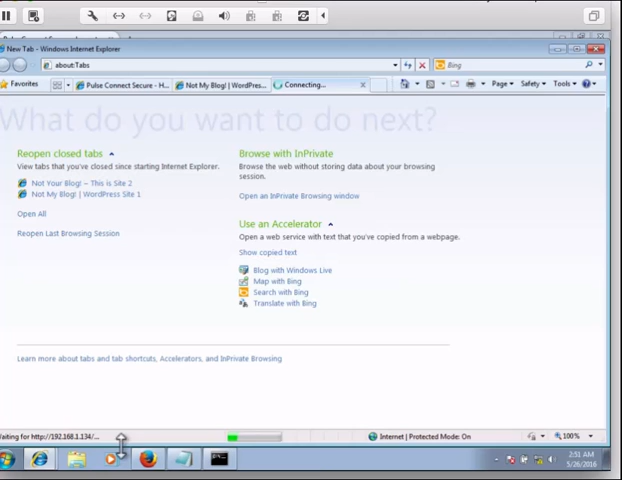 New Tab - Windows Internet Explorer
about:Tabs
Bing
Favorites
Pulse Connect Secure - H...
Not My Blog! | WordPres...
Connecting...
Page
Safety
Tools
What do you want to do next?
Reopen closed tabs
View tabs that you've closed since starting Internet Explorer.
Not Your Blog! – This is Site 2
Not My Blog! | WordPress Site 1
Open All
Reopen Last Browsing Session
Browse with InPrivate
Browse the web without storing data about your browsing
session.
Open an InPrivate Browsing window
Use an Accelerator
Open a web service with text that you've copied from a webpage.
Show copied text
Blog with Windows Live
Map with Bing
Search with Bing
Translate with Bing
Learn more about tabs and tab shortcuts, Accelerators, and InPrivate Browsing
Waiting for http://192.168.1.134/...
Internet | Protected Mode: On
100%
2:51 AM
5/26/2016